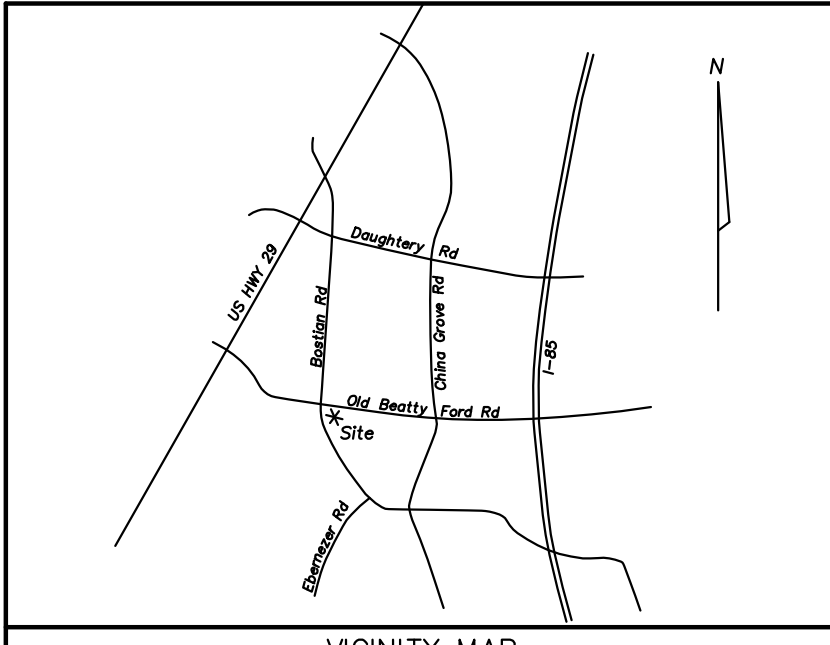 N
Daughtery Rd
US HWY 29
Bostian Rd
China Grove Rd
I-85
Old Beatty Ford Rd
Site
Ebernezer Rd
VICINITY MAP